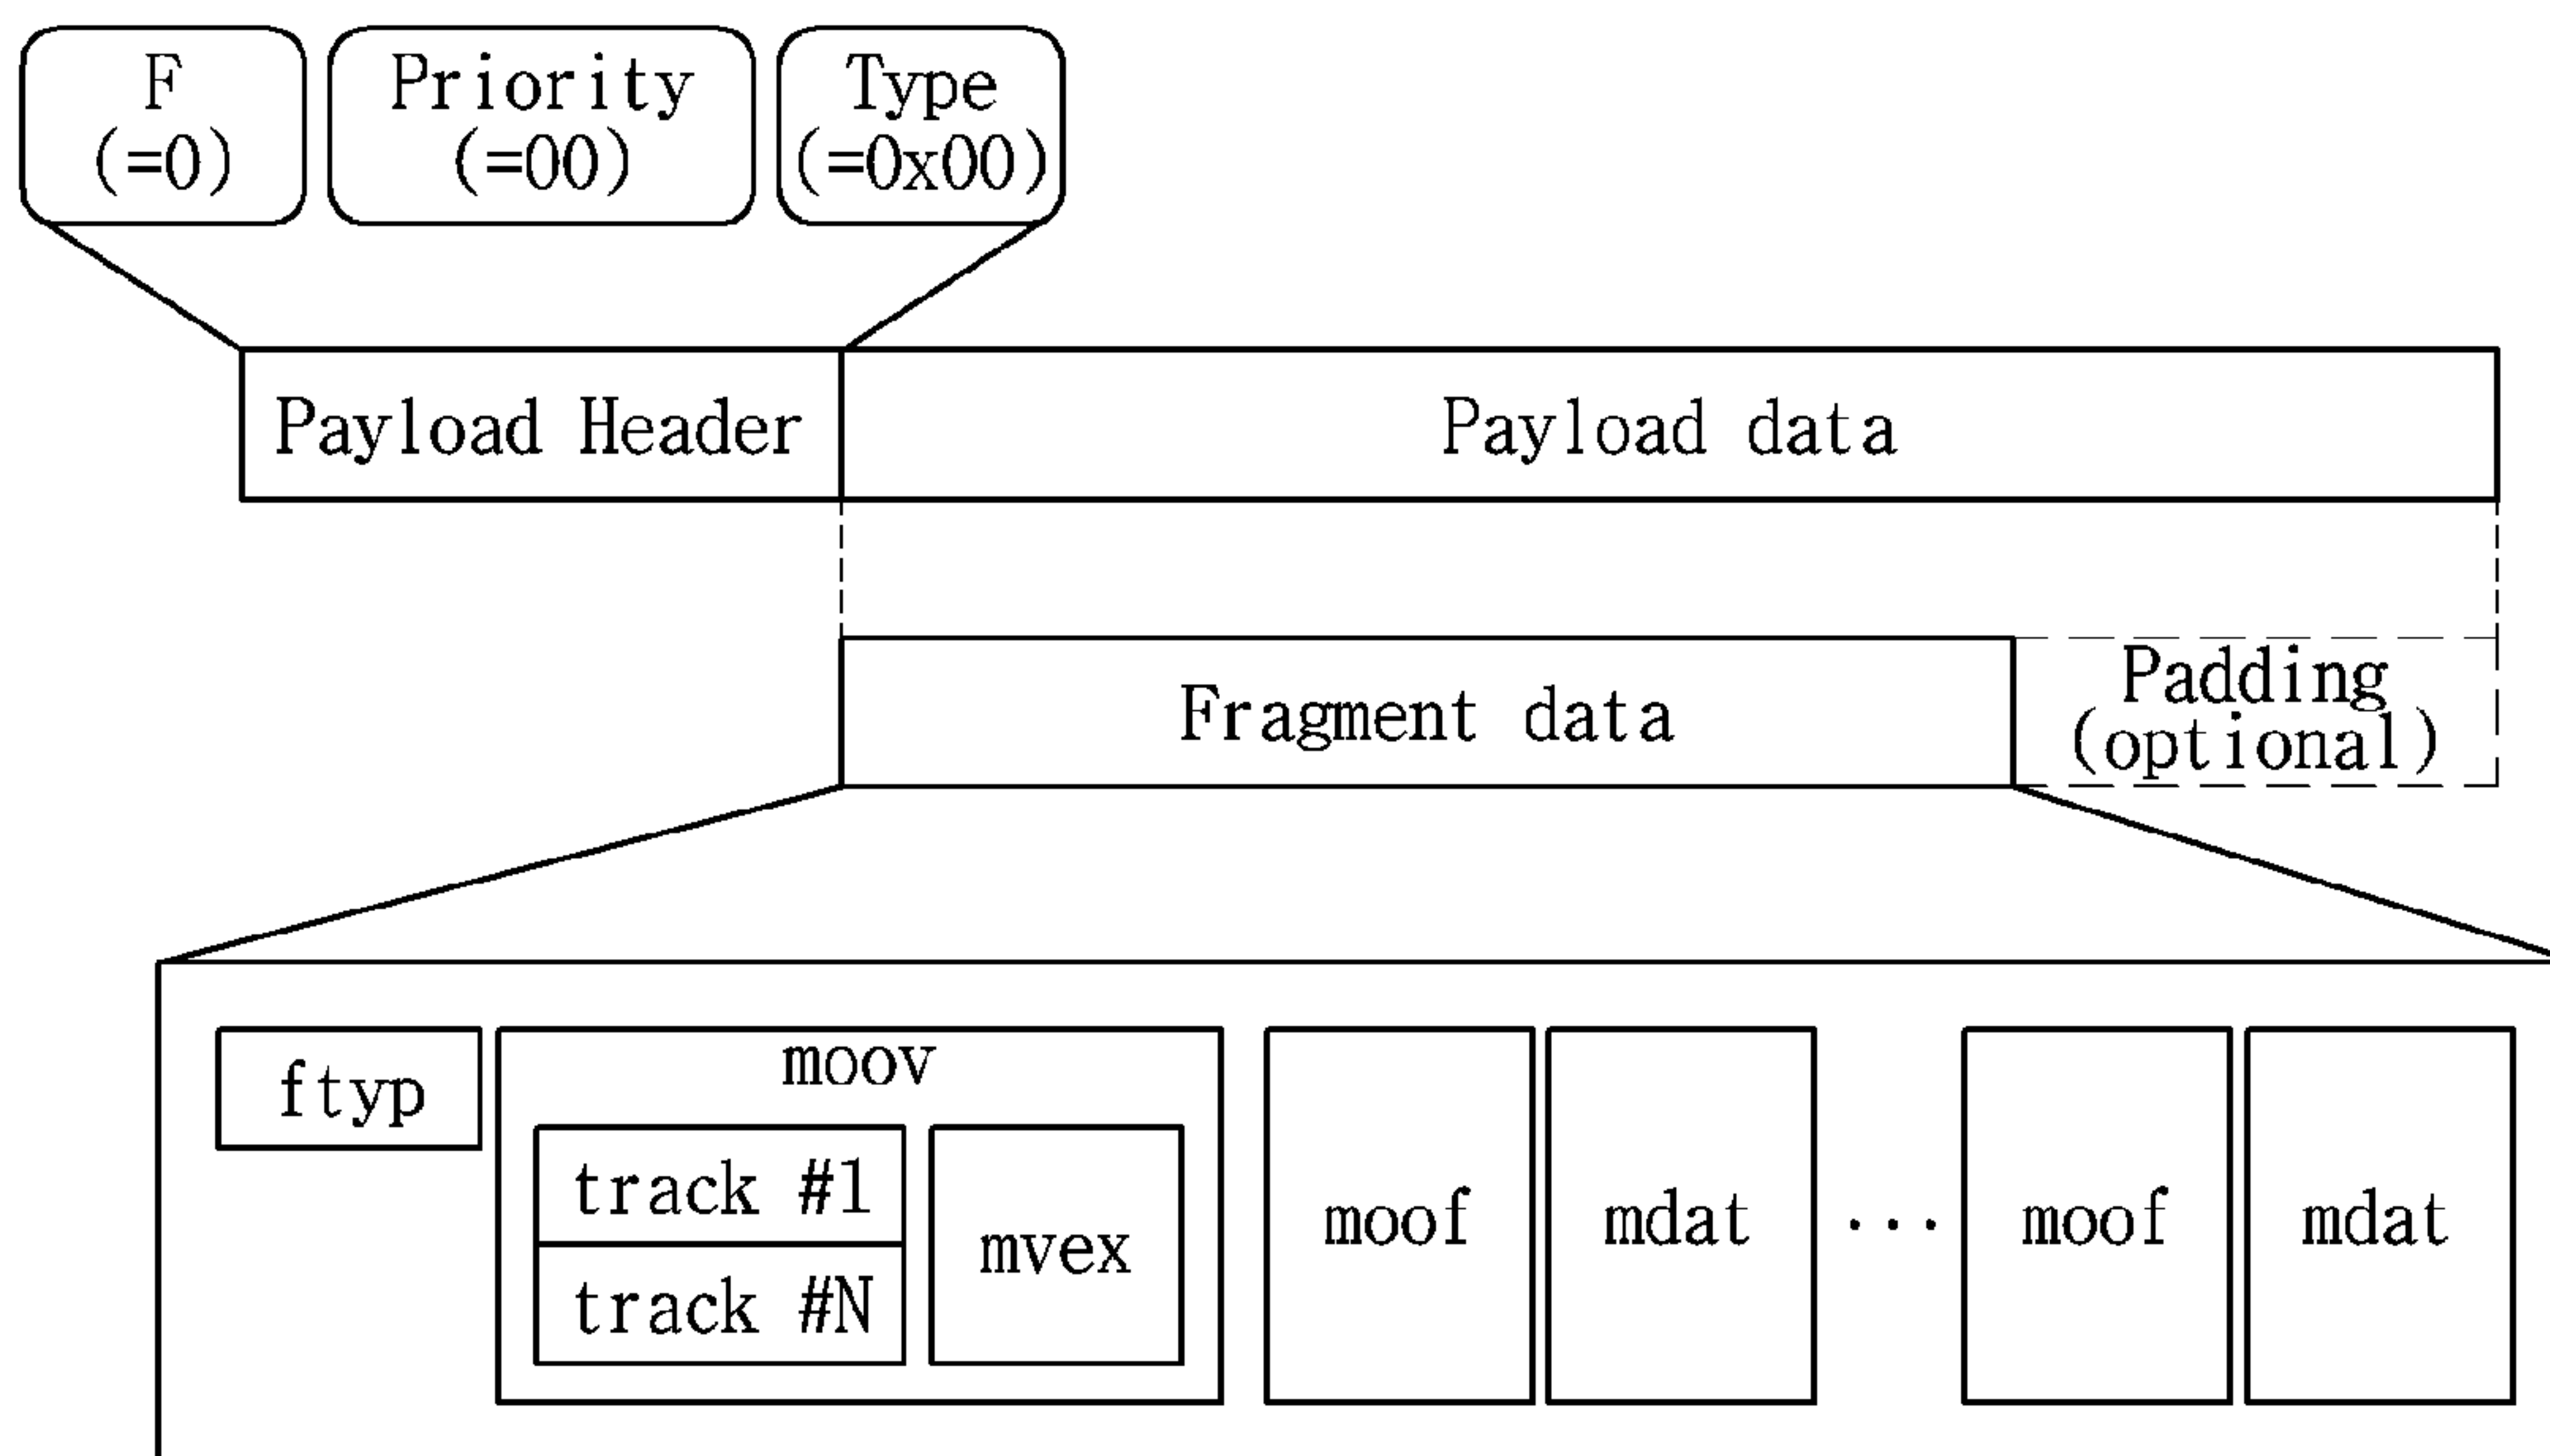 F
(=0)
Priority
(=00)
Type
(=0x00)
Payload Header
Payload data
Fragment data
Padding
(optional)
ftyp
moov
track #1
track #N
mvex
moof
mdat
...
moof
mdat